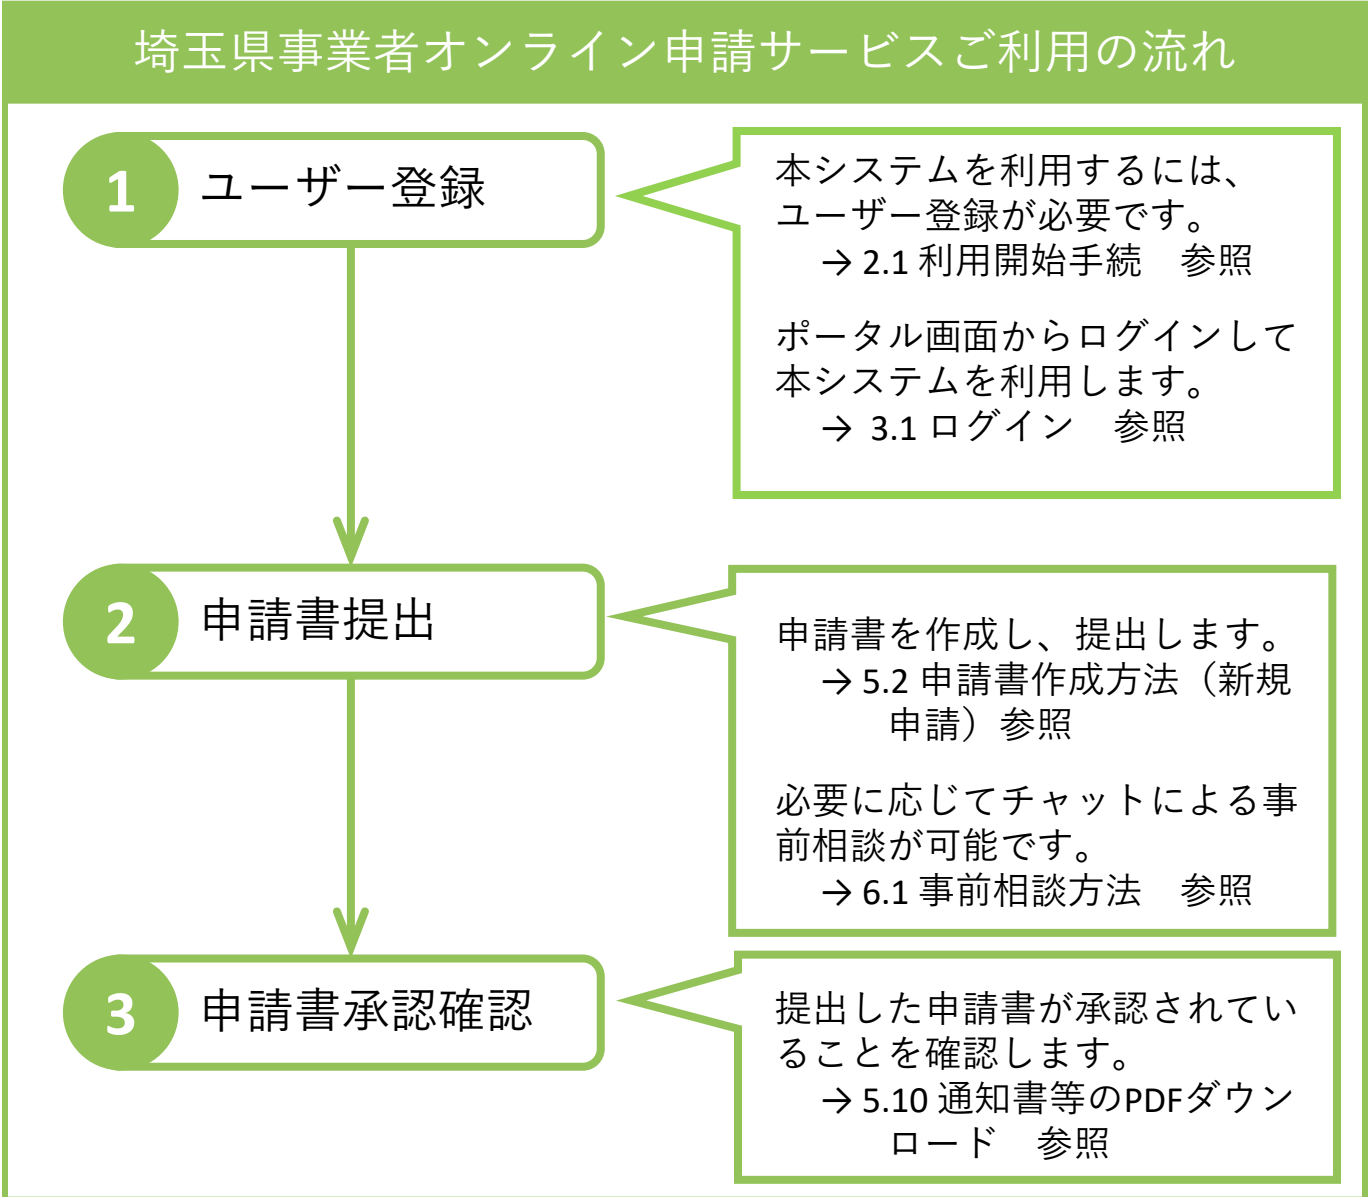 埼玉県事業者オンライン申請サービスご利用の流れ
1
ユーザー登録
本システムを利用するには、
ユーザー登録が必要です。
→ 2.1 利用開始手続　参照
ポータル画面からログインして
本システムを利用します。
→ 3.1 ログイン　参照
2
申請書提出
申請書を作成し、提出します。
→ 5.2 申請書作成方法（新規
申請）参照
必要に応じてチャットによる事
前相談が可能です。
→ 6.1 事前相談方法　参照
3
申請書承認確認
提出した申請書が承認されてい
ることを確認します。
→ 5.10 通知書等のPDFダウン
ロード　参照